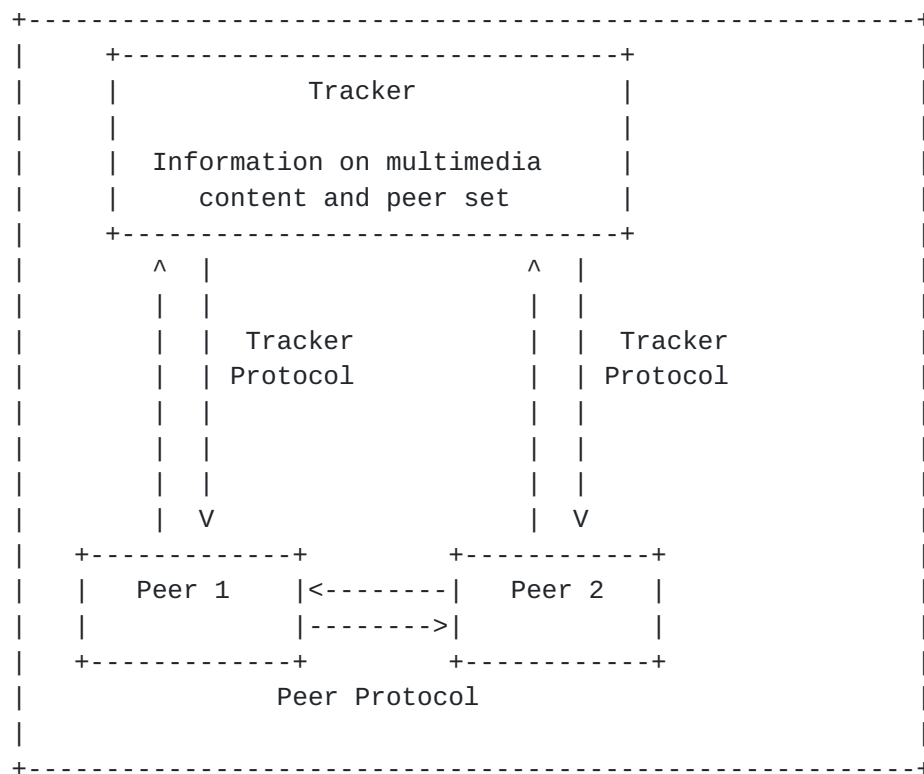 Tracker
Information on multimedia
content and peer set
Tracker Tracker
Protocol Protocol
Peer 1 Peer 2
Peer Protocol